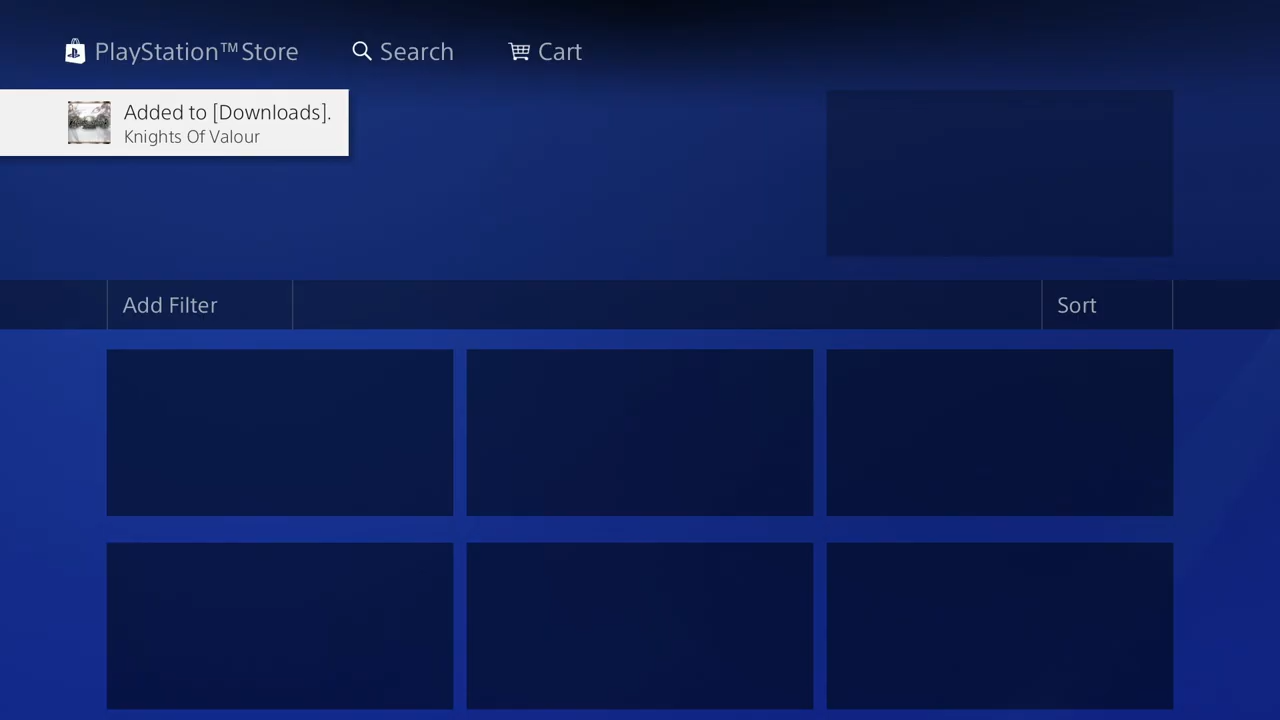 PlayStation™Store
Search
Cart
Added to [Downloads].
Knights Of Valour
Add Filter
Sort